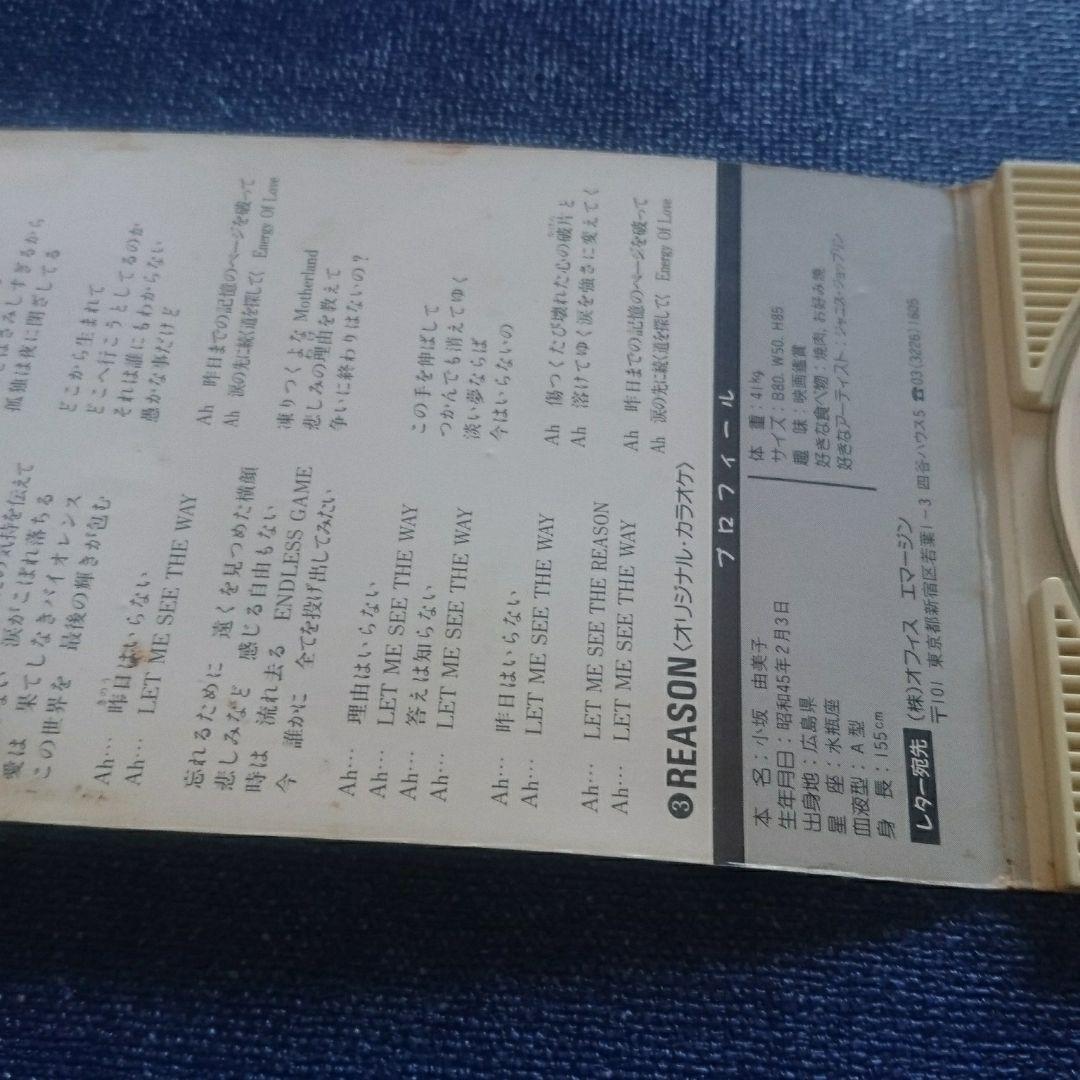 愛は 果てしなきバイオレンス
この世界を 最後の輝きが包む
Ah… 昨日はいらない
Ah… LET ME SEE THE WAY
忘れるために 遠くを見つめた横顔
悲しみなど 感じる自由もない
時は 流れ去る ENDLESS GAME
今 誰かに 全てを投げ出してみたい
Ah… 理由はいらない
Ah… LET ME SEE THE WAY
Ah… 答えは知らない
Ah… LET ME SEE THE WAY
Ah… 昨日はいらない
Ah… LET ME SEE THE WAY
Ah… LET ME SEE THE REASON
Ah… LET ME SEE THE WAY
❸REASON〈オリジナル・カラオケ〉
孤独は夜に閉ざしてる
どこから生まれて
どこへ行こうとしてるのか
それは誰にもわからない
愚かな事だけど
Ah 昨日までの記憶のページを破って
Ah 涙の先に続く道を探してく Energy Of Love
凍りつくよな Motherland
悲しみの理由を教えて
争いに終わりはないの?
この手を伸ばして
つかんでも消えてゆく
淡い夢ならば
今はいらないの
Ah 傷つくたび壊れた心の破片と
Ah 溶けてゆく涙を強さに変えてく
Ah 昨日までの記憶のページを破って
Ah 涙の先に続く道を探してく Energy Of Love
プロフィール
本名:小坂 由美子
生年月日:昭和45年2月3日
出身地:広島県
星座:水瓶座
血液型:A型
身長:155cm
体重:41kg
サイズ:B80. W50. H85
趣味:映画鑑賞
好きな食べ物:焼肉、お好み焼
好きなアーティスト:ジャニス・ジョップリン
レター宛先 (株)オフィス エマージン
〒101 東京都新宿区若葉1-3 四谷ハウス5 ☎03(3226)1605